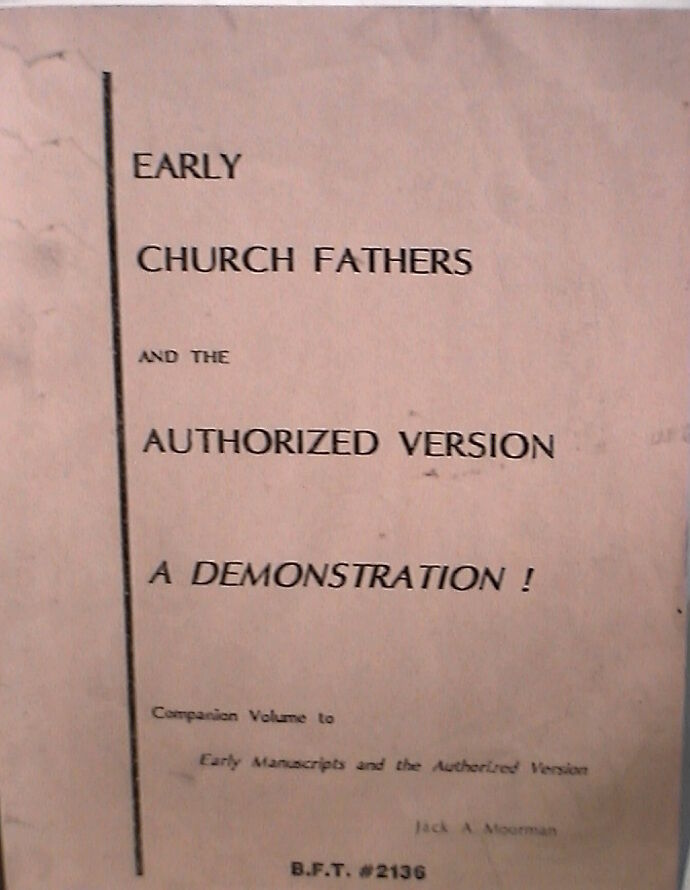 EARLY
CHURCH FATHERS
AND THE
AUTHORIZED VERSION
A DEMONSTRATION !
Companion Volume to
Early Manuscripts and the Authorized Version
Jack A. Moorman
B.F.T. #2136